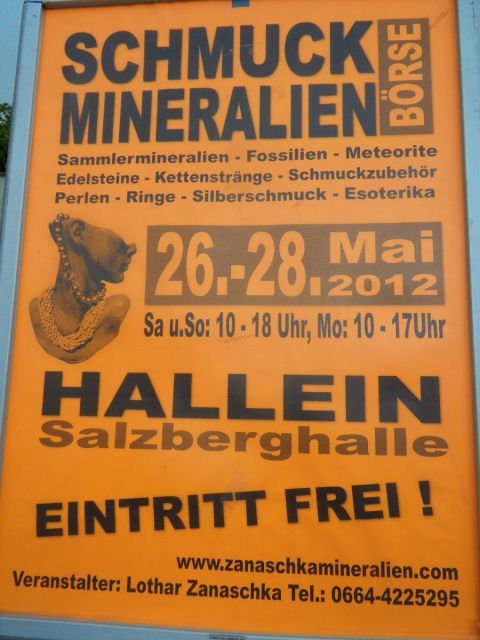 SCHMUCK
MINERALIEN
BÖRSE
Sammlermineralien - Fossilien - Meteorite
Edelsteine - Kettenstränge - Schmuckzubehör
Perlen - Ringe - Silberschmuck - Esoterika
26.-28. Mai
2012
Sa u.So: 10 - 18 Uhr, Mo: 10 - 17Uhr
HALLEIN
Salzberghalle
EINTRITT FREI !
www.zanaschkamineralien.com
Veranstalter: Lothar Zanaschka Tel.: 0664-4225295